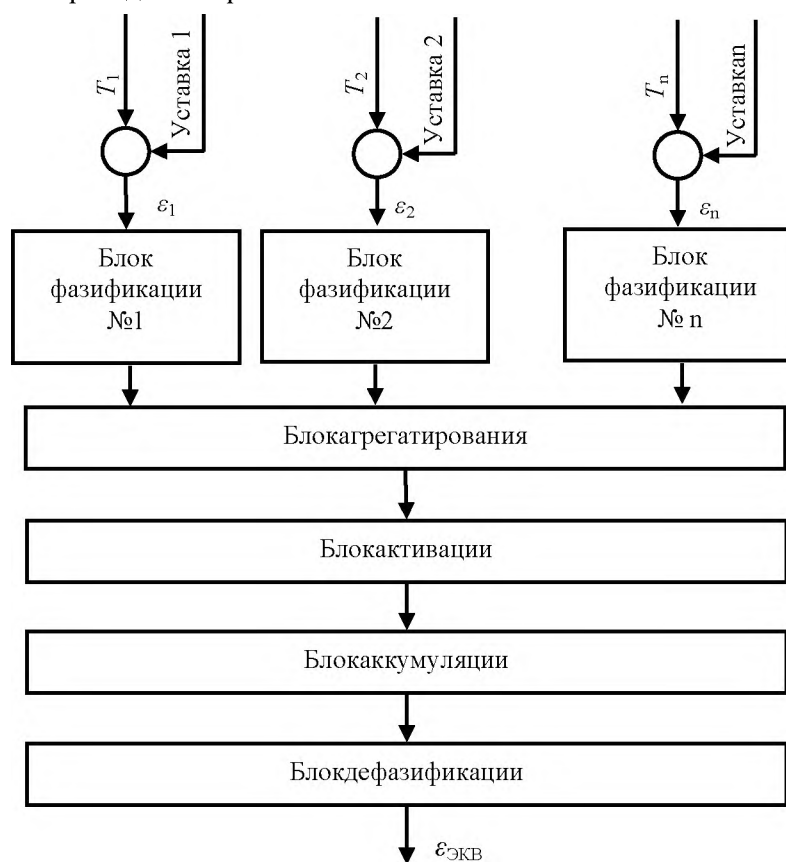 T₁
Уставка 1
T₂
Уставка 2
Tₙ
Уставкаn
ε₁
ε₂
εₙ
Блок
фазификации
№1
Блок
фазификации
№2
Блок
фазификации
№ n
Блокагрегатирования
Блокактивации
Блокаккумуляции
Блокдефазификации
εЭКВ